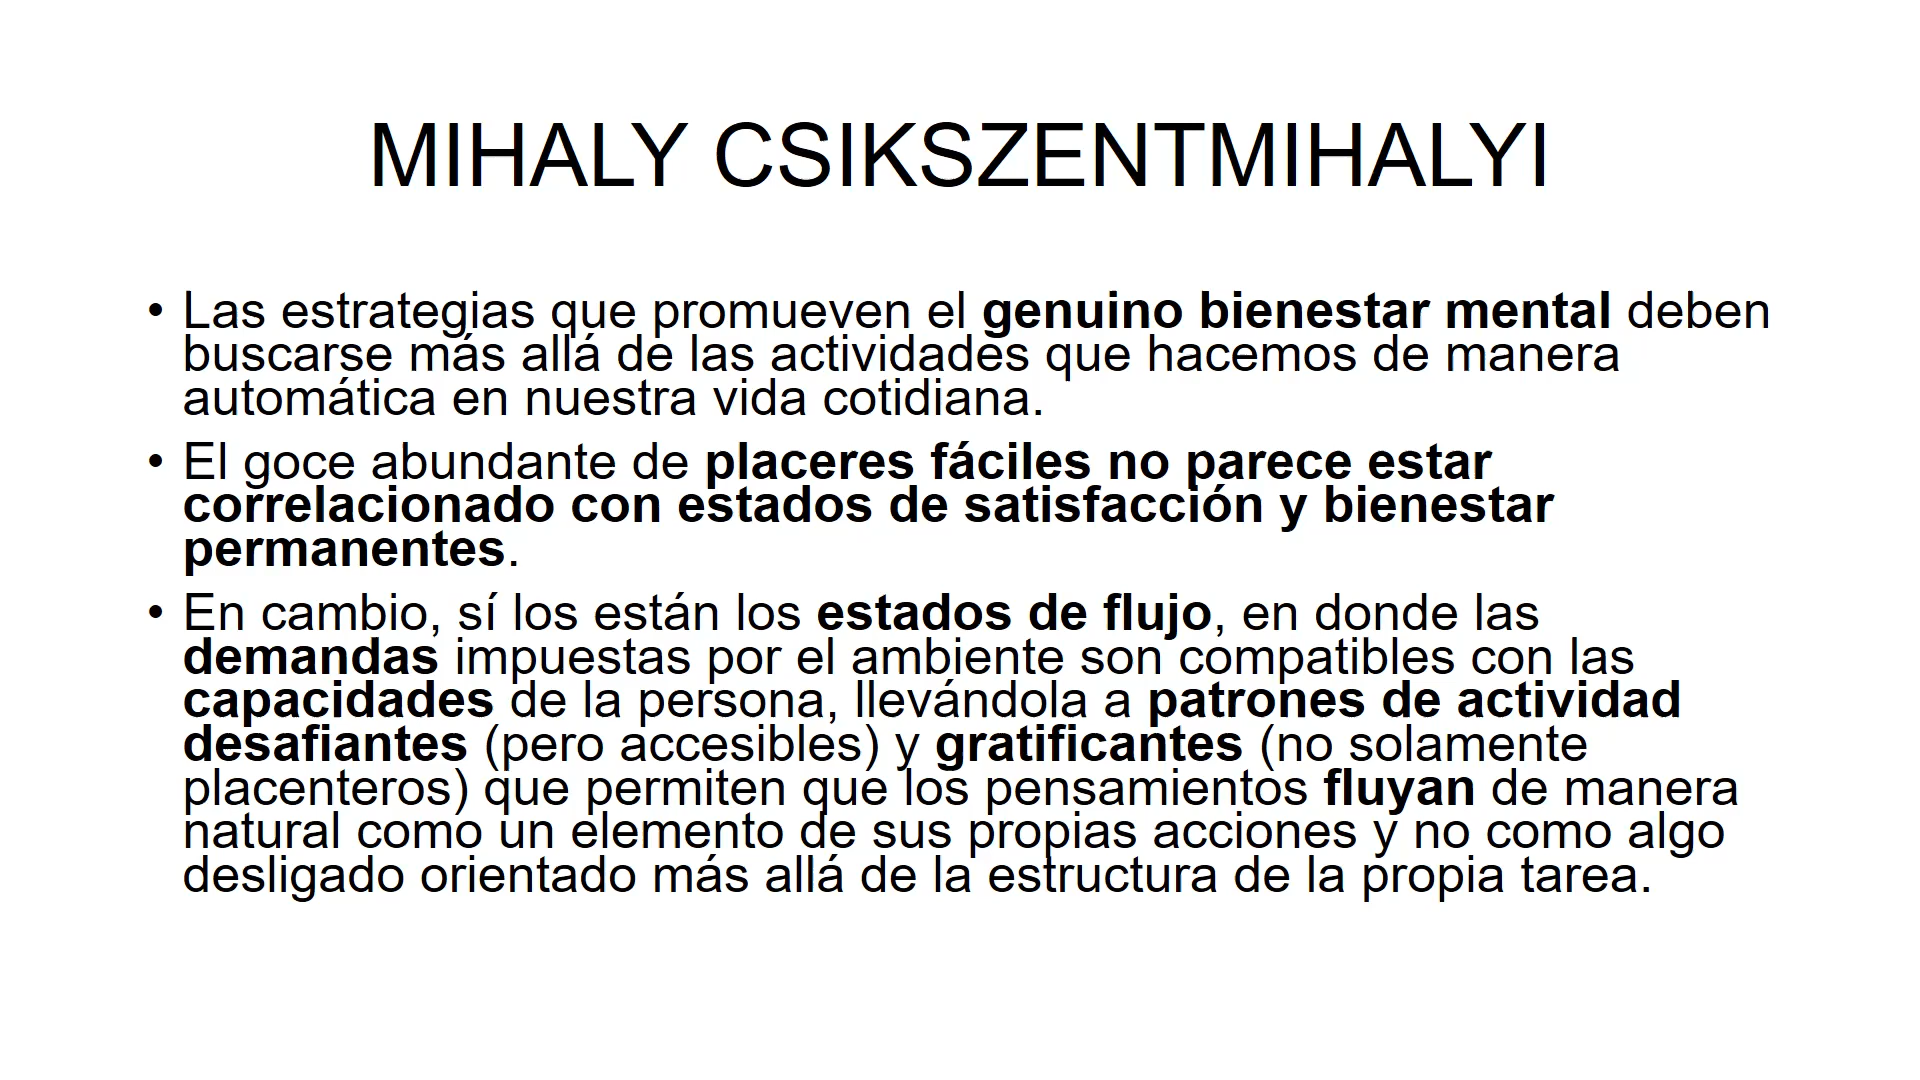 MIHALY CSIKSZENTMIHALYI
• Las estrategias que promueven el genuino bienestar mental deben
buscarse más allá de las actividades que hacemos de manera
automática en nuestra vida cotidiana.
• El goce abundante de placeres fáciles no parece estar
correlacionado con estados de satisfacción y bienestar
permanentes.
• En cambio, sí los están los estados de flujo, en donde las
demandas impuestas por el ambiente son compatibles con las
capacidades de la persona, llevándola a patrones de actividad
desafiantes (pero accesibles) y gratificantes (no solamente
placenteros) que permiten que los pensamientos fluyan de manera
natural como un elemento de sus propias acciones y no como algo
desligado orientado más allá de la estructura de la propia tarea.